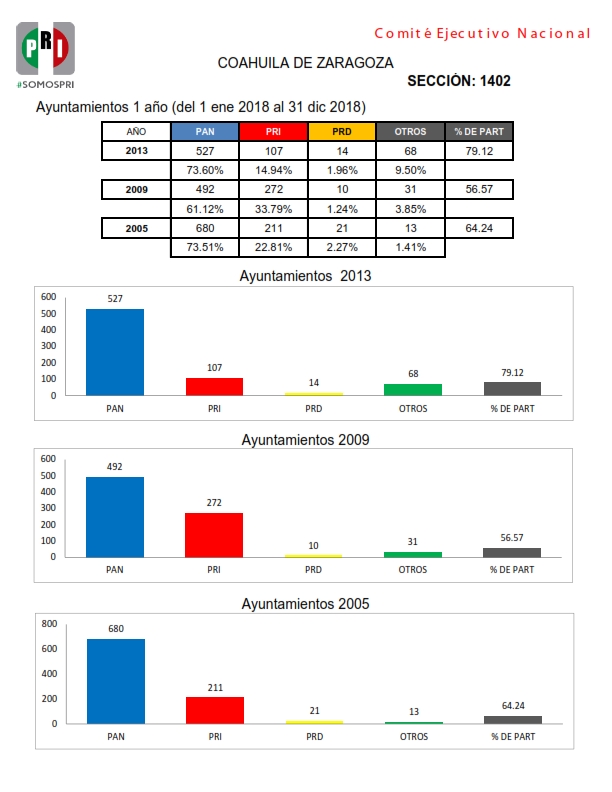 Comité Ejecutivo Nacional
PRI
#SOMOSPRI
COAHUILA DE ZARAGOZA
SECCIÓN: 1402
Ayuntamientos 1 año (del 1 ene 2018 al 31 dic 2018)
AÑO PAN PRI PRD OTROS % DE PART
2013 527 107 14 68 79.12
73.60% 14.94% 1.96% 9.50%
2009 492 272 10 31 56.57
61.12% 33.79% 1.24% 3.85%
2005 680 211 21 13 64.24
73.51% 22.81% 2.27% 1.41%
Ayuntamientos 2013
600
500
400
300
200
100
0
527 107 14 68 79.12
PAN PRI PRD OTROS % DE PART
Ayuntamientos 2009
600
500
400
300
200
100
0
492 272 10 31 56.57
PAN PRI PRD OTROS % DE PART
Ayuntamientos 2005
800
600
400
200
0
680 211 21 13 64.24
PAN PRI PRD OTROS % DE PART